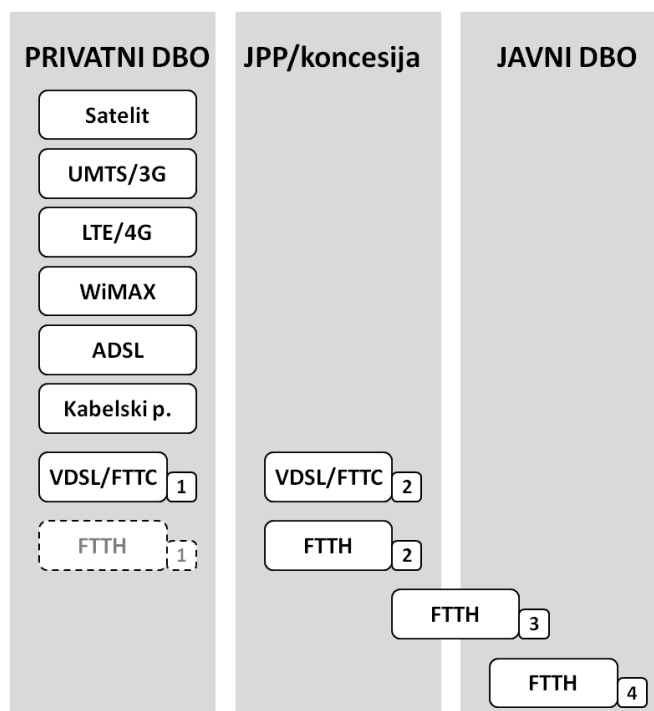 PRIVATNI DBO
JPP/koncesija
JAVNI DBO
Satelit
UMTS/3G
LTE/4G
WiMAX
ADSL
Kabelski p.
VDSL/FTTC
1
VDSL/FTTC
2
FTTH
1
FTTH
2
FTTH
3
FTTH
4